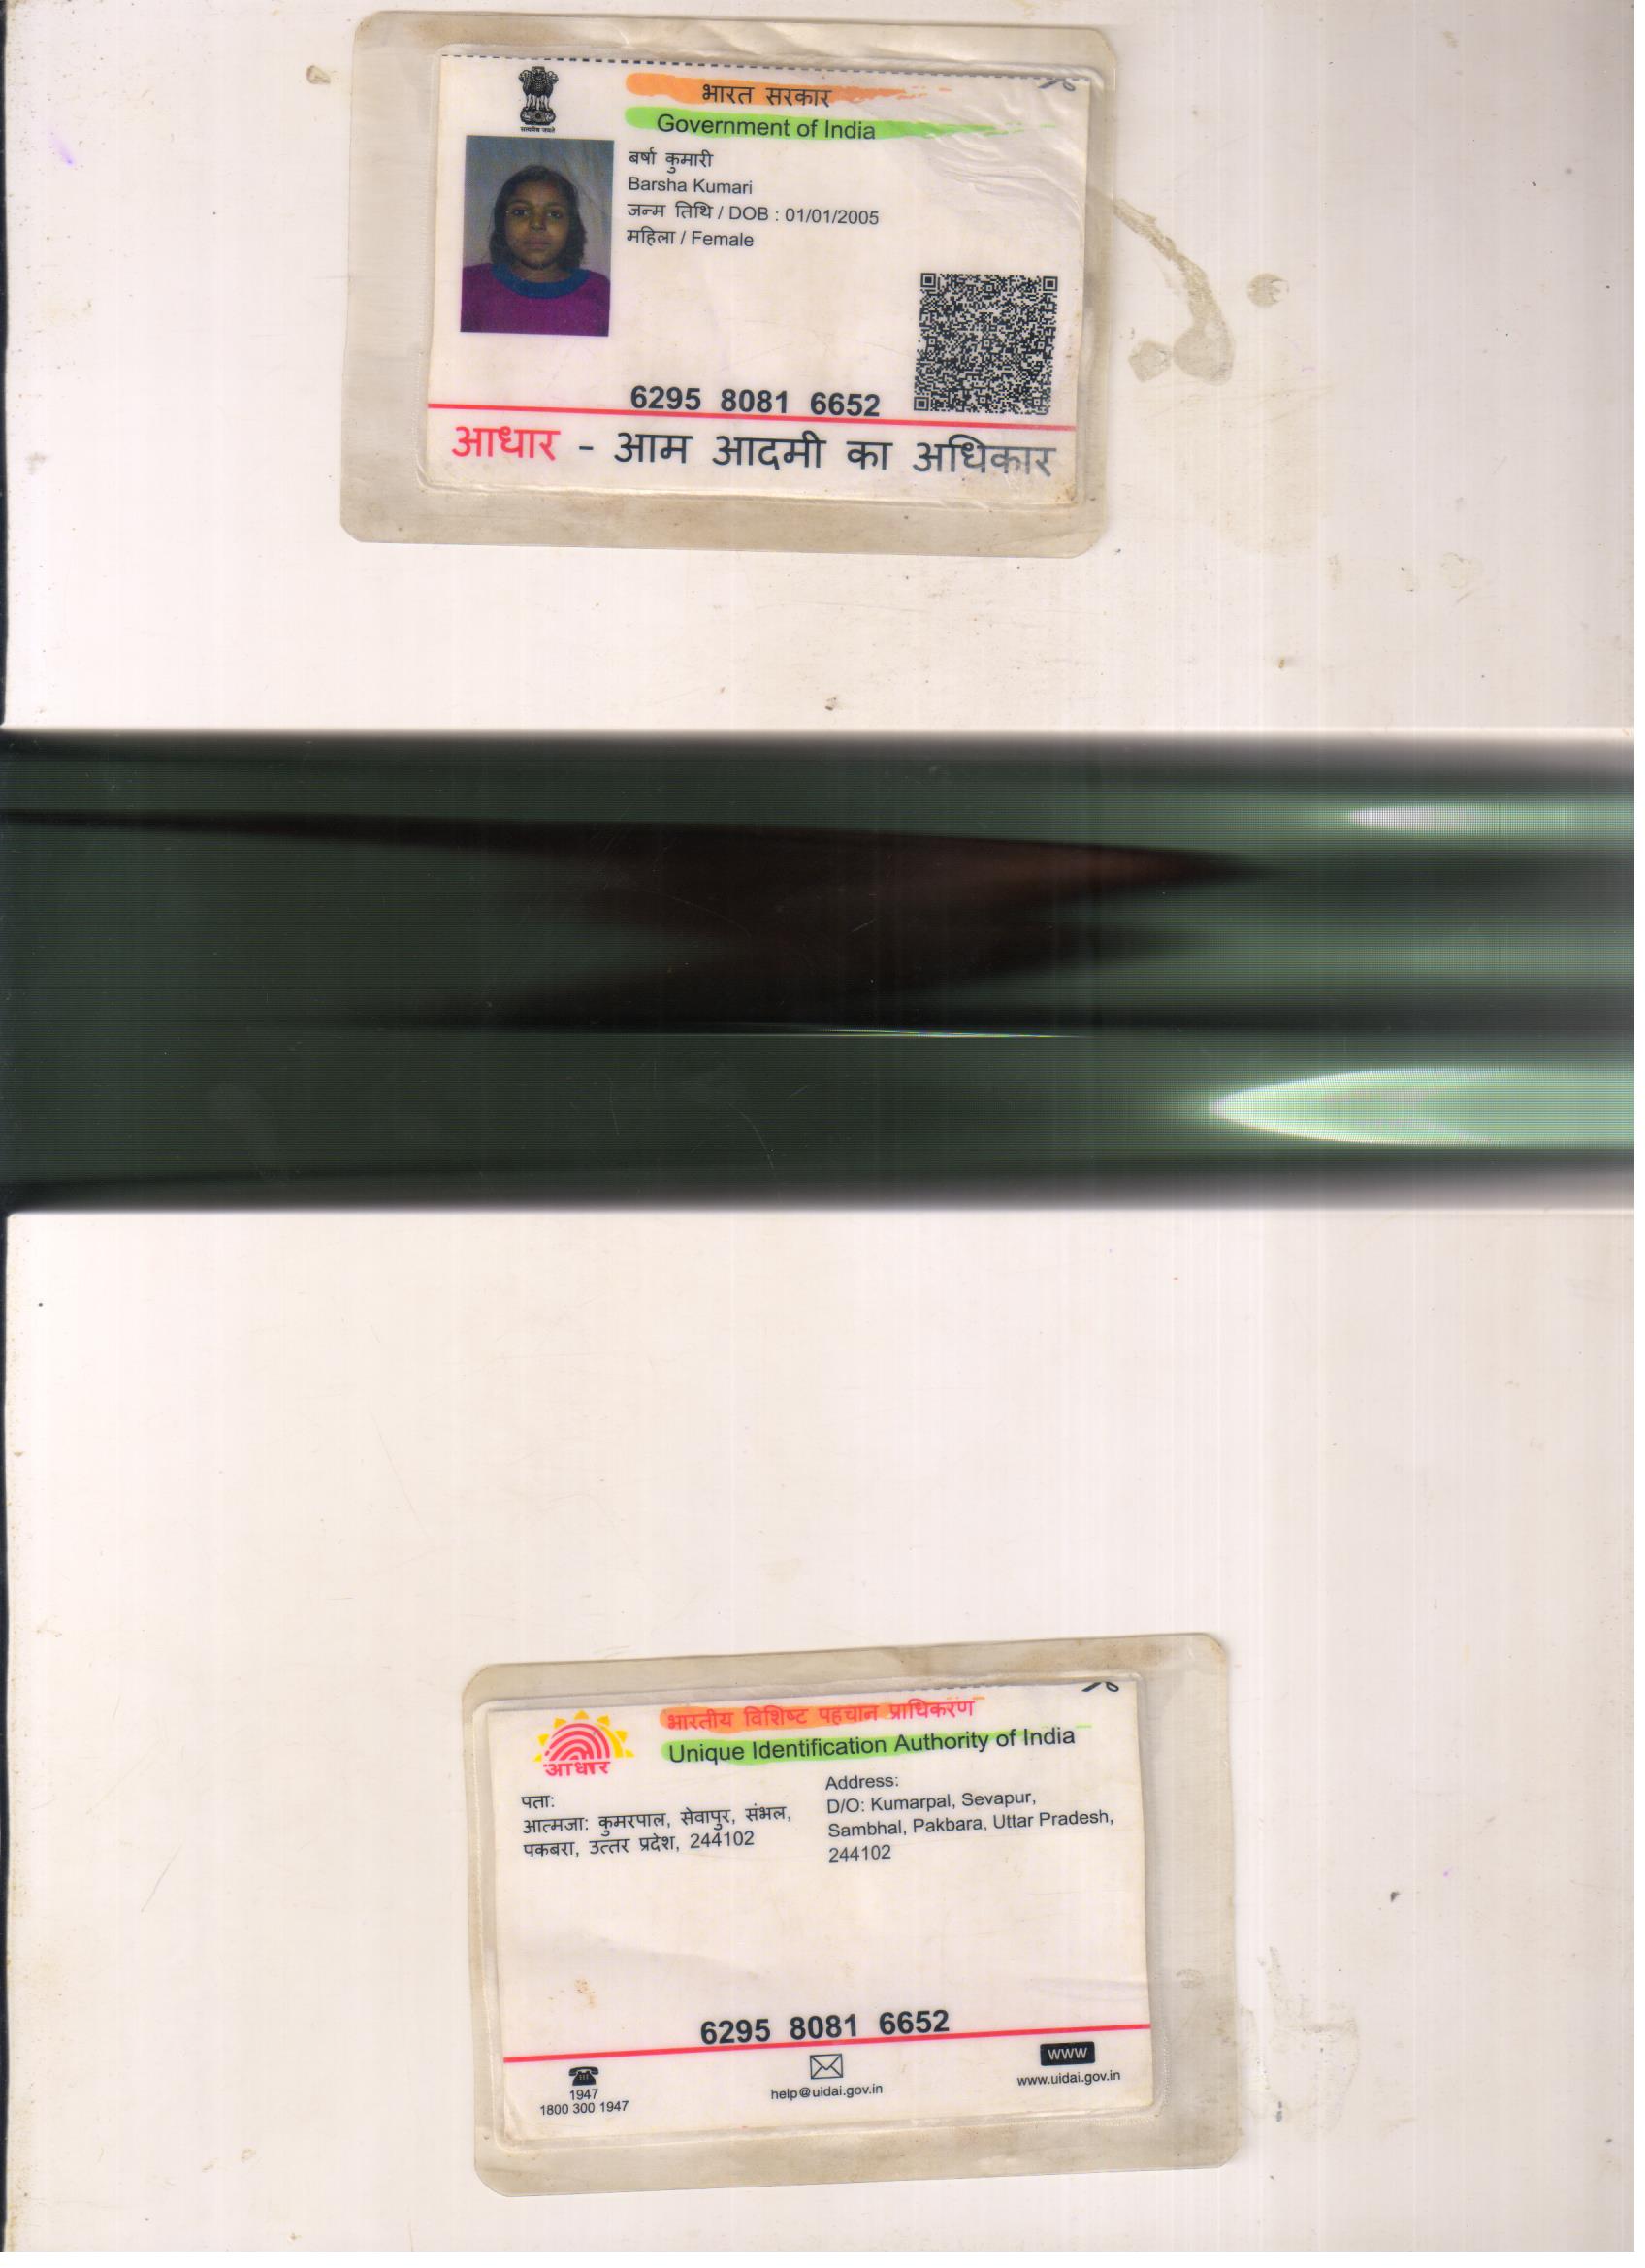 सत्यमेव जयते
भारत सरकार
Government of India
बर्षा कुमारी
Barsha Kumari
जन्म तिथि / DOB : 01/01/2005
महिला / Female
6295 8081 6652
आधार - आम आदमी का अधिकार
भारतीय विशिष्ट पहचान प्राधिकरण
Unique Identification Authority of India
आधार
पता:
आत्मजा: कुमरपाल, सेवापुर, संभल,
पकबरा, उत्तर प्रदेश, 244102
Address:
D/O: Kumarpal, Sevapur,
Sambhal, Pakbara, Uttar Pradesh,
244102
6295 8081 6652
1947
1800 300 1947
help@uidai.gov.in
WWW
www.uidai.gov.in